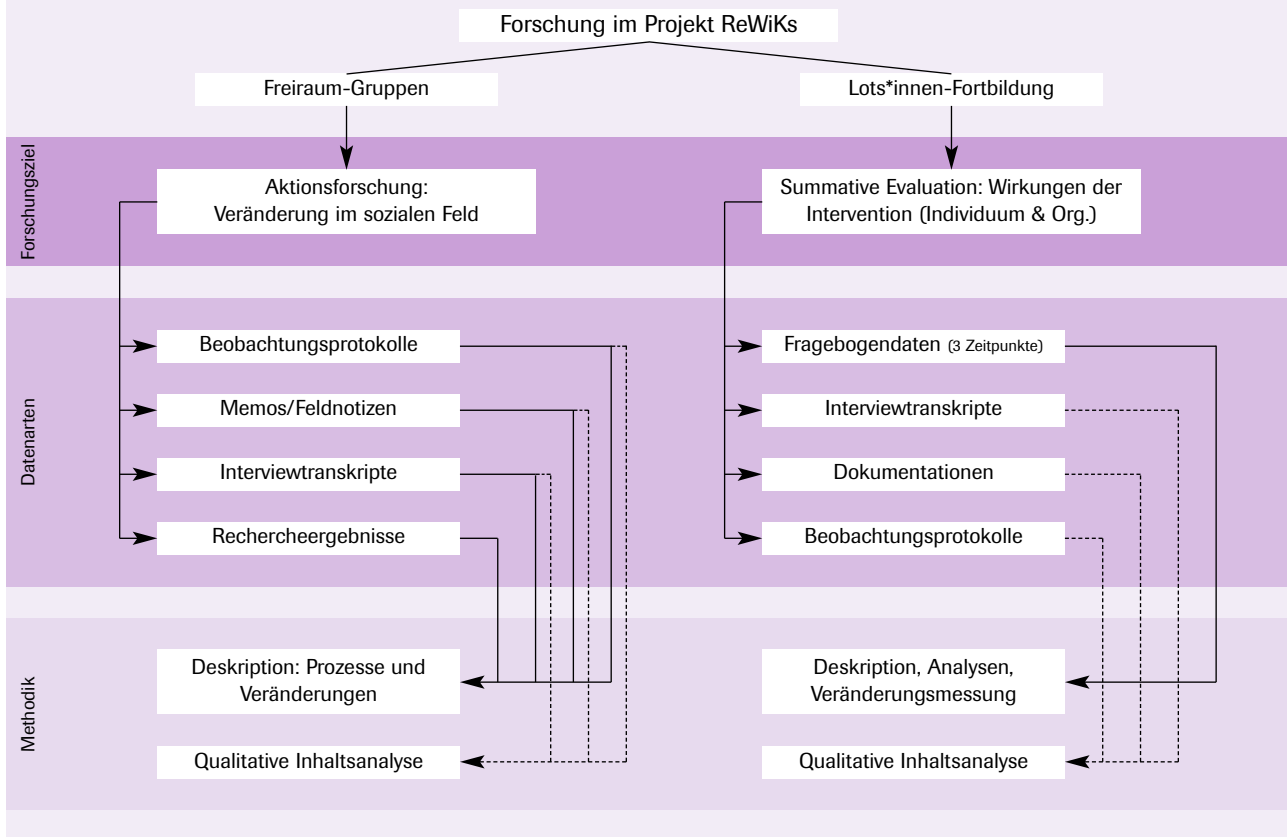 Forschung im Projekt ReWiKs
Freiraum-Gruppen
Lots*innen-Fortbildung
Forschungsziel
Aktionsforschung:
Veränderung im sozialen Feld
Summative Evaluation: Wirkungen der
Intervention (Individuum & Org.)
Datenarten
Beobachtungsprotokolle
Memos/Feldnotizen
Interviewtranskripte
Rechercheergebnisse
Fragebogendaten (3 Zeitpunkte)
Interviewtranskripte
Dokumentationen
Beobachtungsprotokolle
Methodik
Deskription: Prozesse und
Veränderungen
Qualitative Inhaltsanalyse
Deskription, Analysen,
Veränderungsmessung
Qualitative Inhaltsanalyse